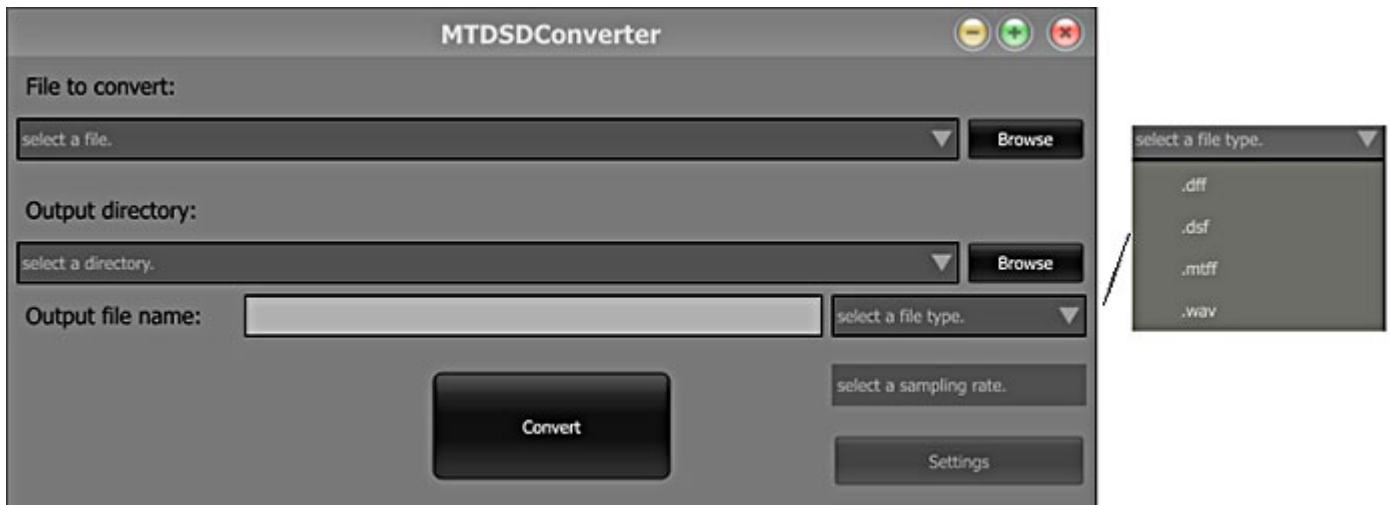 MTDSDConverter
File to convert:
select a file.
Browse
Output directory:
select a directory.
Browse
Output file name:
select a file type.
select a sampling rate.
Convert
Settings
select a file type.
.dff
.dsf
.mtff
.wav